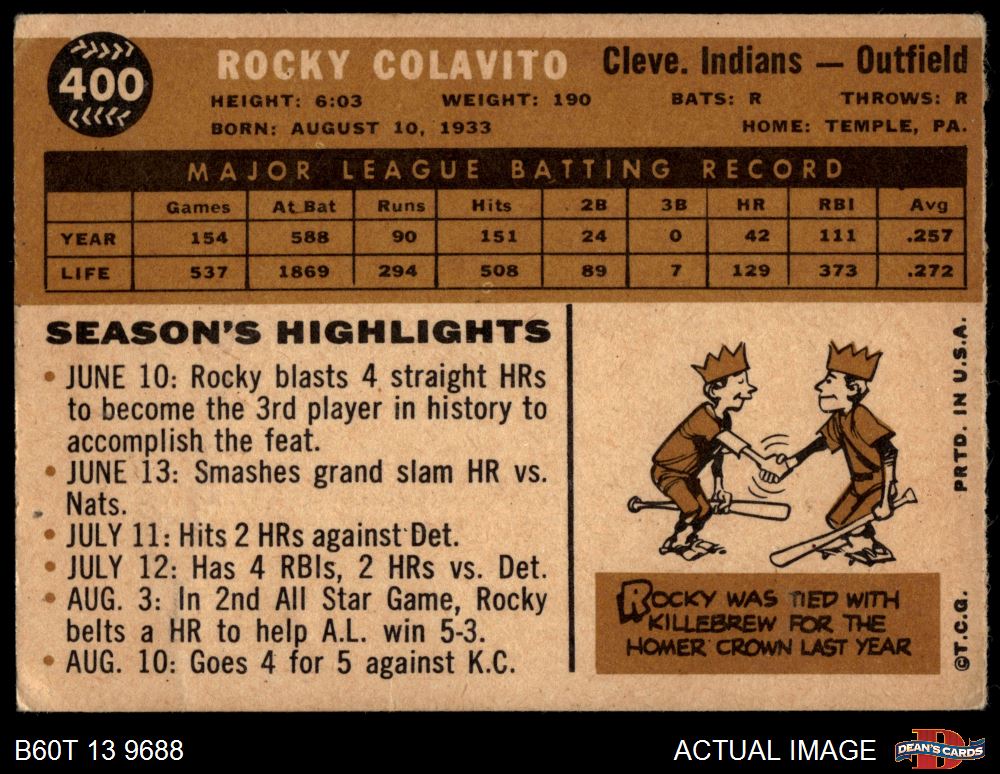 400
ROCKY COLAVITO Cleve. Indians — Outfield
HEIGHT: 6:03 WEIGHT: 190 BATS: R THROWS: R
BORN: AUGUST 10, 1933 HOME: TEMPLE, PA.
MAJOR LEAGUE BATTING RECORD
Games At Bat Runs Hits 2B 3B HR RBI Avg
YEAR 154 588 90 151 24 0 42 111 .257
LIFE 537 1869 294 508 89 7 129 373 .272
SEASON'S HIGHLIGHTS
• JUNE 10: Rocky blasts 4 straight HRs
to become the 3rd player in history to
accomplish the feat.
• JUNE 13: Smashes grand slam HR vs.
Nats.
• JULY 11: Hits 2 HRs against Det.
• JULY 12: Has 4 RBIs, 2 HRs vs. Det.
• AUG. 3: In 2nd All Star Game, Rocky
belts a HR to help A.L. win 5-3.
• AUG. 10: Goes 4 for 5 against K.C.
ROCKY WAS TIED WITH
KILLEBREW FOR THE
HOMER CROWN LAST YEAR
©T.C.G. PRTD. IN U.S.A.
B60T 13 9688 ACTUAL IMAGE
DEAN'S CARDS